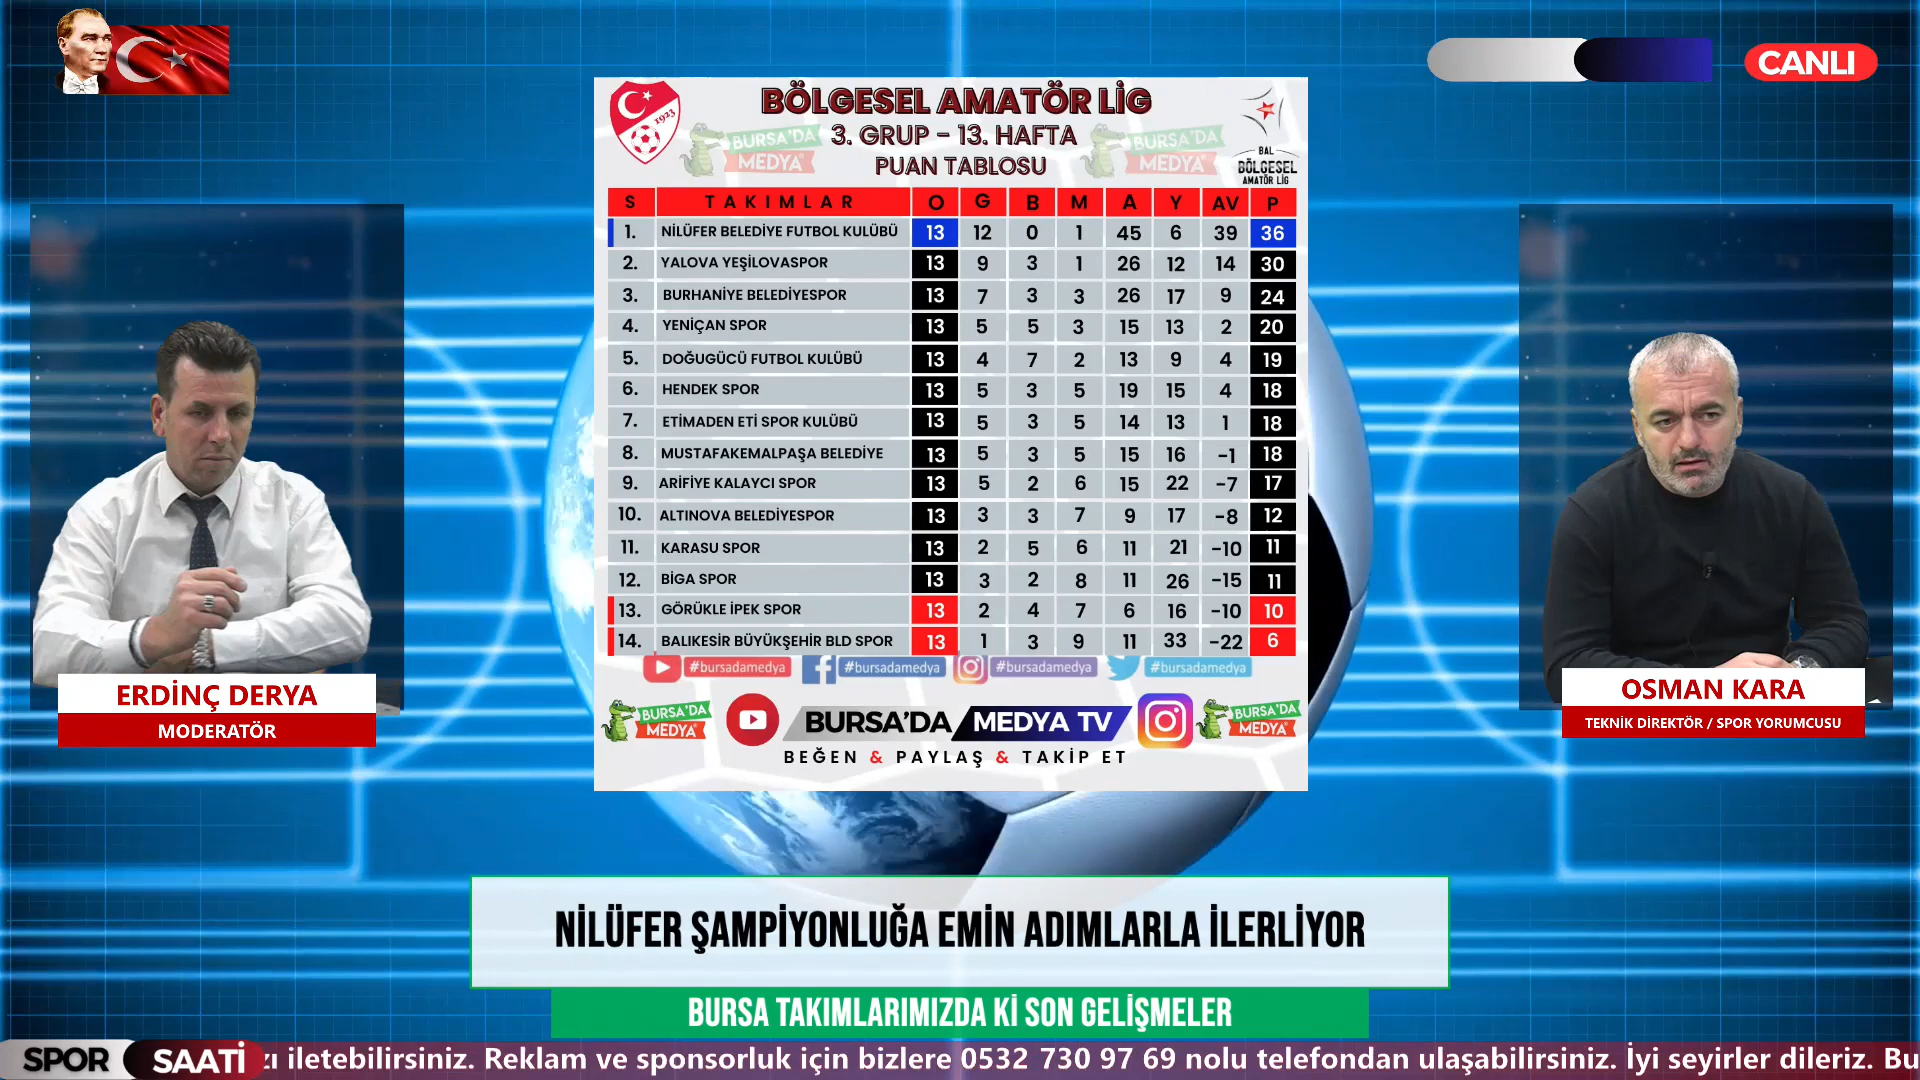 CANLI
1923
BÖLGESEL AMATÖR LİG
3. GRUP - 13. HAFTA
PUAN TABLOSU
BURSA'DA
MEDYA
BURSA'DA
MEDYA
BAL
BÖLGESEL
AMATÖR LİG
S TAKIMLAR O G B M A Y AV P
1. NİLÜFER BELEDİYE FUTBOL KULÜBÜ 13 12 0 1 45 6 39 36
2. YALOVA YEŞİLOVASPOR 13 9 3 1 26 12 14 30
3. BURHANİYE BELEDİYESPOR 13 7 3 3 26 17 9 24
4. YENİÇAN SPOR 13 5 5 3 15 13 2 20
5. DOĞUGÜCÜ FUTBOL KULÜBÜ 13 4 7 2 13 9 4 19
6. HENDEK SPOR 13 5 3 5 19 15 4 18
7. ETİMADEN ETİ SPOR KULÜBÜ 13 5 3 5 14 13 1 18
8. MUSTAFAKEMALPAŞA BELEDİYE 13 5 3 5 15 16 -1 18
9. ARİFİYE KALAYCI SPOR 13 5 2 6 15 22 -7 17
10. ALTINOVA BELEDİYESPOR 13 3 3 7 9 17 -8 12
11. KARASU SPOR 13 2 5 6 11 21 -10 11
12. BİGA SPOR 13 3 2 8 11 26 -15 11
13. GÖRÜKLE İPEK SPOR 13 2 4 7 6 16 -10 10
14. BALIKESİR BÜYÜKŞEHİR BLD SPOR 13 1 3 9 11 33 -22 6
#bursadamedya #bursadamedya #bursadamedya #bursadamedya
BURSA'DA
MEDYA
BURSA'DA MEDYA TV
BURSA'DA
MEDYA
BEĞEN & PAYLAŞ & TAKİP ET
ERDİNÇ DERYA
MODERATÖR
OSMAN KARA
TEKNİK DİREKTÖR / SPOR YORUMCUSU
NİLÜFER ŞAMPİYONLUĞA EMİN ADIMLARLA İLERLİYOR
BURSA TAKIMLARIMIZDA Kİ SON GELİŞMELER
SPOR SAATİ zı iletebilirsiniz. Reklam ve sponsorluk için bizlere 0532 730 97 69 nolu telefondan ulaşabilirsiniz. İyi seyirler dileriz. Bu